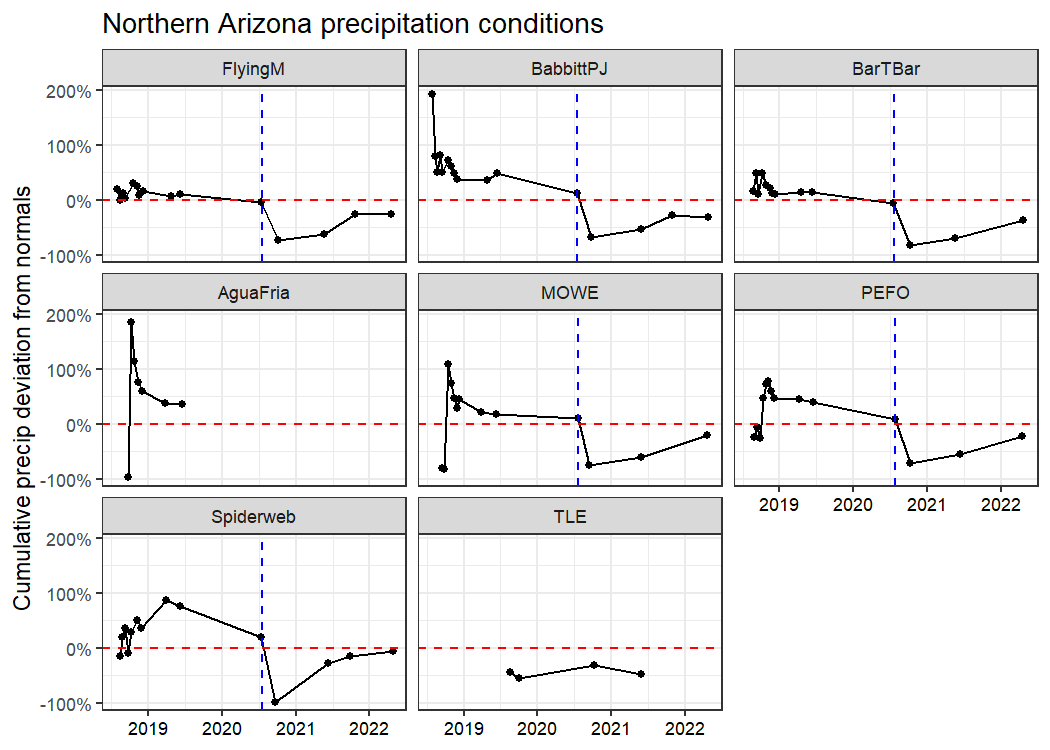 Northern Arizona precipitation conditions
Cumulative precip deviation from normals
FlyingM
BabbittPJ
BarTBar
200%
100%
0%
-100%
AguaFria
MOWE
PEFO
200%
100%
0%
-100%
2019 2020 2021 2022
Spiderweb
TLE
200%
100%
0%
-100%
2019 2020 2021 2022
2019 2020 2021 2022